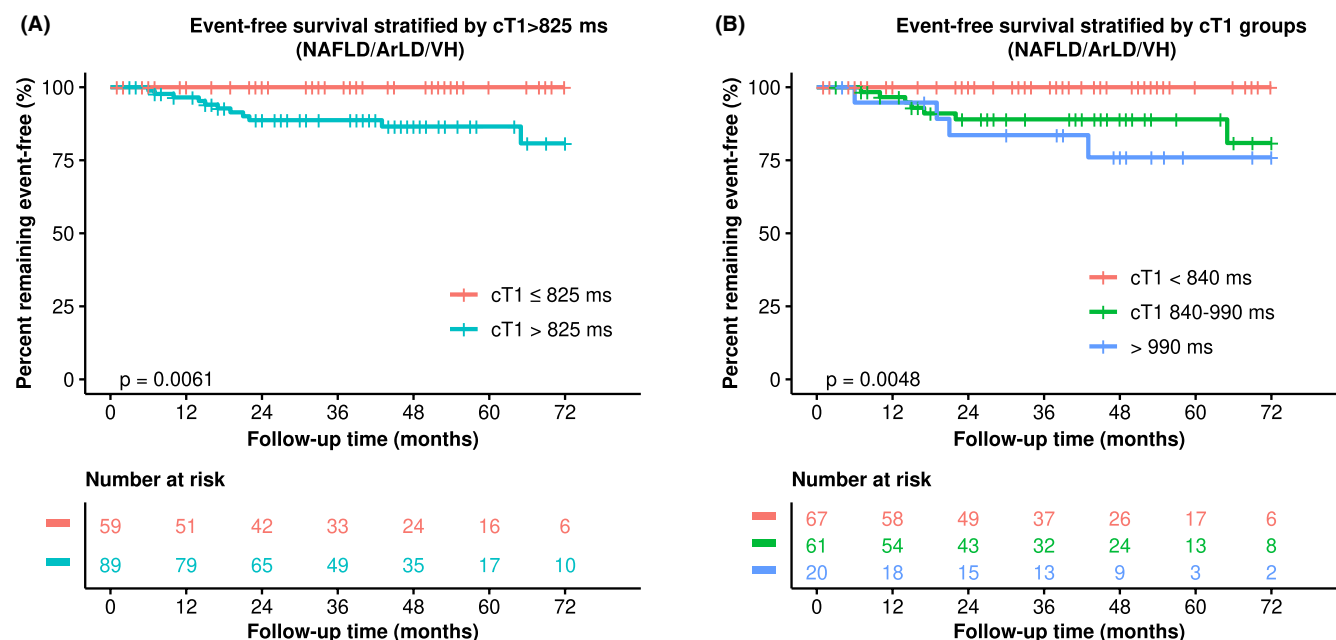 (A)
Event-free survival stratified by cT1>825 ms
(NAFLD/ArLD/VH)
Percent remaining event-free (%)
100
75
50
25
0
cT1 ≤ 825 ms
cT1 > 825 ms
p = 0.0061
0 12 24 36 48 60 72
Follow-up time (months)
Number at risk
59 51 42 33 24 16 6
89 79 65 49 35 17 10
0 12 24 36 48 60 72
Follow-up time (months)
(B)
Event-free survival stratified by cT1 groups
(NAFLD/ArLD/VH)
Percent remaining event-free (%)
100
75
50
25
0
cT1 < 840 ms
cT1 840-990 ms
> 990 ms
p = 0.0048
0 12 24 36 48 60 72
Follow-up time (months)
Number at risk
67 58 49 37 26 17 6
61 54 43 32 24 13 8
20 18 15 13 9 3 2
0 12 24 36 48 60 72
Follow-up time (months)